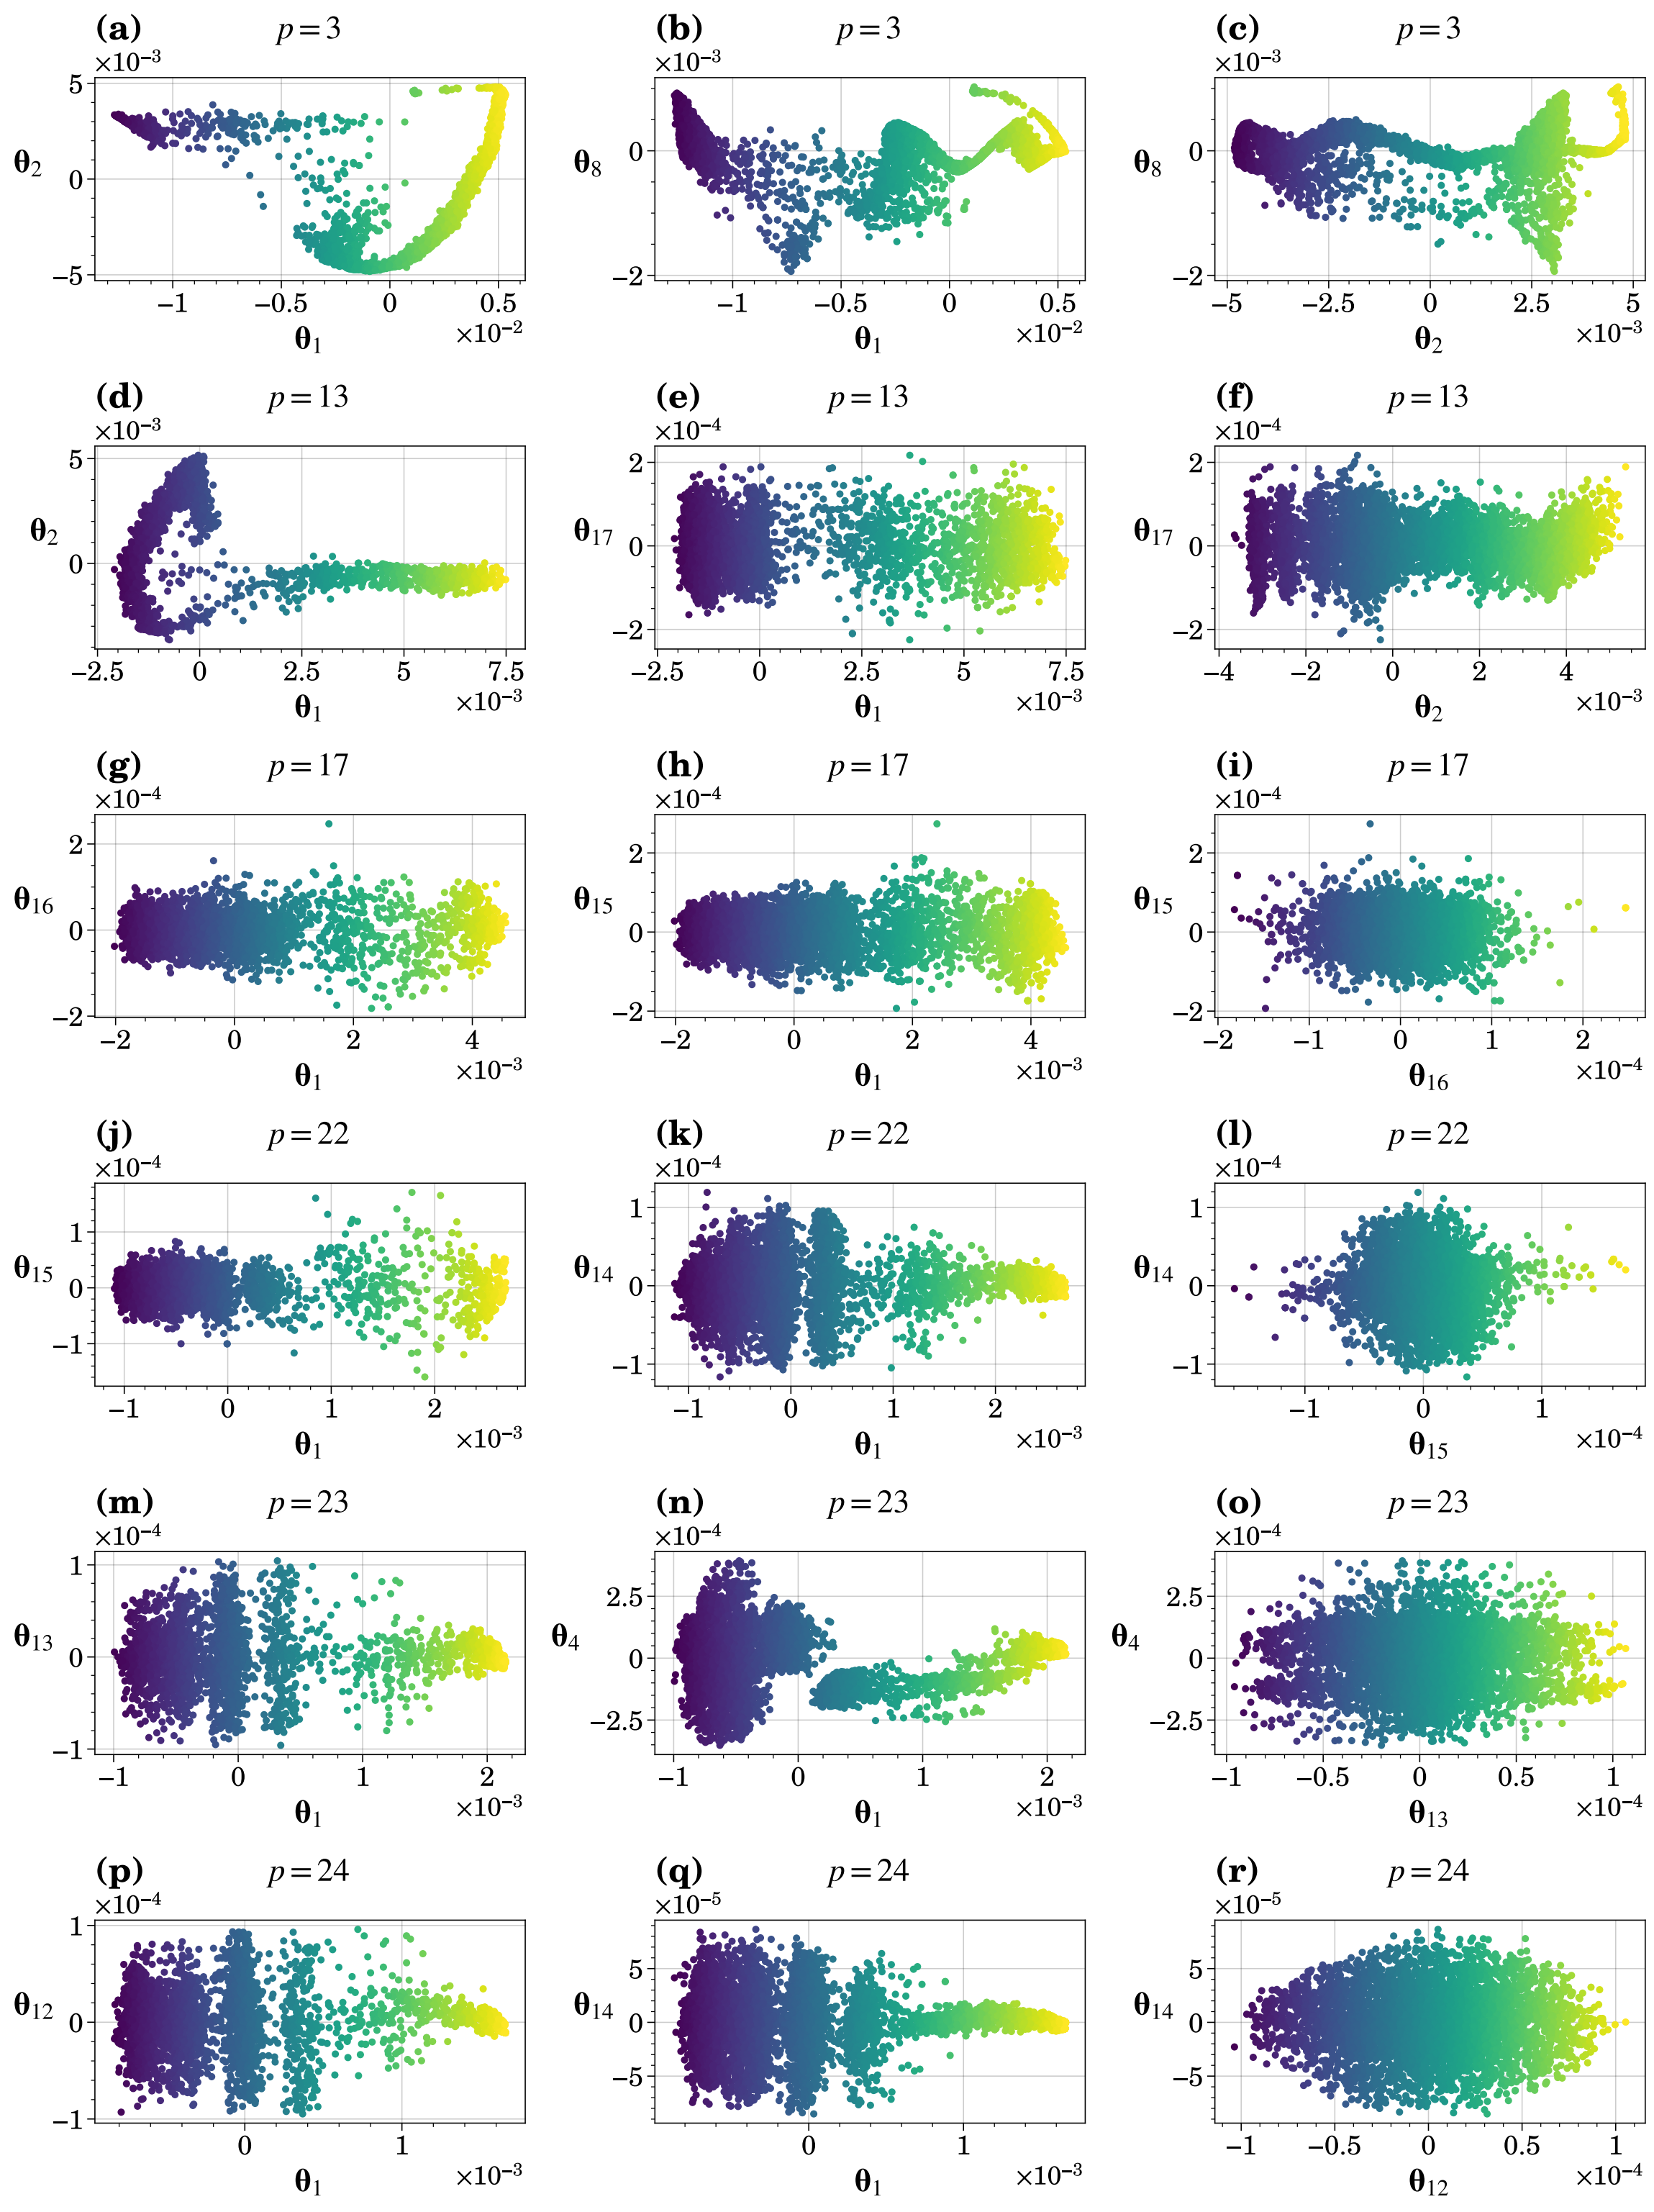 (a) p = 3 (b) p = 3 (c) p = 3
×10⁻³ ×10⁻³ ×10⁻³
5 0 −5 θ₂ 0 −2 θ₈ 0 −2 θ₈
−1 −0.5 0 0.5 −1 −0.5 0 0.5 −5 −2.5 0 2.5 5
θ₁ ×10⁻² θ₁ ×10⁻² θ₂ ×10⁻³
(d) p = 13 (e) p = 13 (f) p = 13
×10⁻³ ×10⁻⁴ ×10⁻⁴
5 0 θ₂ 2 0 −2 θ₁₇ 2 0 −2 θ₁₇
−2.5 0 2.5 5 7.5 −2.5 0 2.5 5 7.5 −4 −2 0 2 4
θ₁ ×10⁻³ θ₁ ×10⁻³ θ₂ ×10⁻³
(g) p = 17 (h) p = 17 (i) p = 17
×10⁻⁴ ×10⁻⁴ ×10⁻⁴
2 0 −2 θ₁₆ 2 0 −2 θ₁₅ 2 0 −2 θ₁₅
−2 0 2 4 −2 0 2 4 −2 −1 0 1 2
θ₁ ×10⁻³ θ₁ ×10⁻³ θ₁₆ ×10⁻⁴
(j) p = 22 (k) p = 22 (l) p = 22
×10⁻⁴ ×10⁻⁴ ×10⁻⁴
1 0 −1 θ₁₅ 1 0 −1 θ₁₄ 1 0 −1 θ₁₄
−1 0 1 2 −1 0 1 2 −1 0 1
θ₁ ×10⁻³ θ₁ ×10⁻³ θ₁₅ ×10⁻⁴
(m) p = 23 (n) p = 23 (o) p = 23
×10⁻⁴ ×10⁻⁴ ×10⁻⁴
1 0 −1 θ₁₃ 2.5 0 −2.5 θ₄ 2.5 0 −2.5 θ₄
−1 0 1 2 −1 0 1 2 −1 −0.5 0 0.5 1
θ₁ ×10⁻³ θ₁ ×10⁻³ θ₁₃ ×10⁻⁴
(p) p = 24 (q) p = 24 (r) p = 24
×10⁻⁴ ×10⁻⁵ ×10⁻⁵
1 0 −1 θ₁₂ 5 0 −5 θ₁₄ 5 0 −5 θ₁₄
0 1 0 1 −1 −0.5 0 0.5 1
θ₁ ×10⁻³ θ₁ ×10⁻³ θ₁₂ ×10⁻⁴